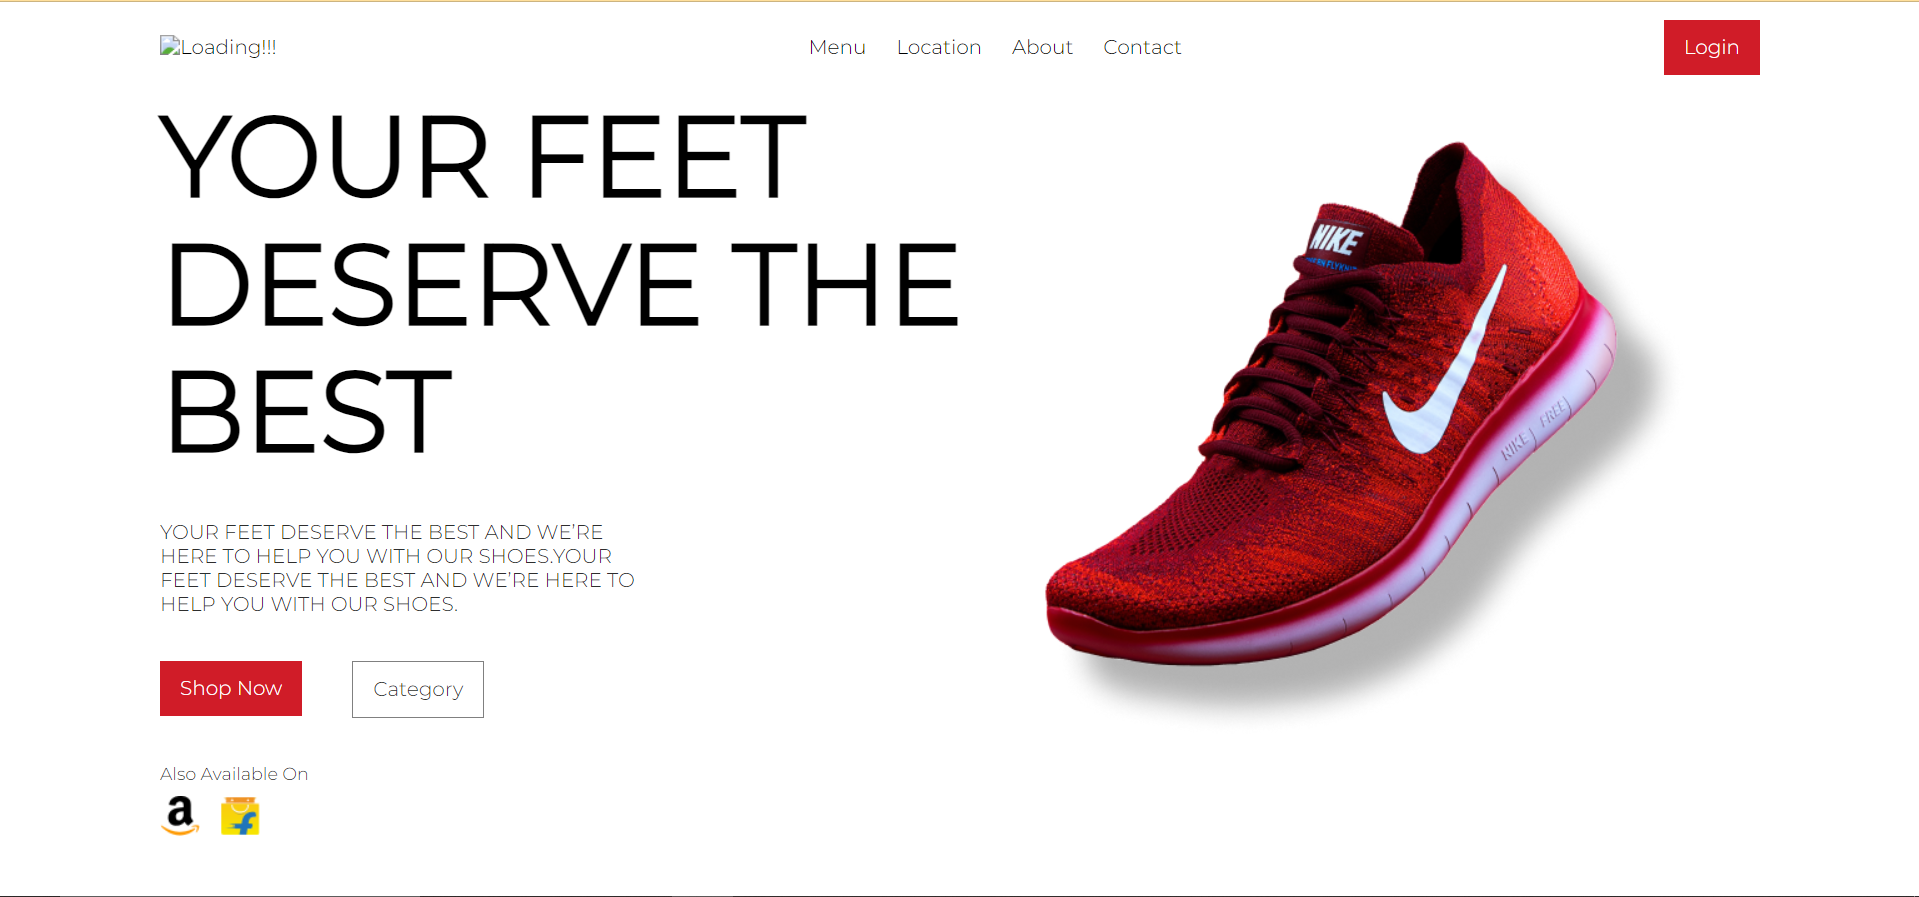 Loading!!!
Menu Location About Contact
Login
YOUR FEET
DESERVE THE
BEST
YOUR FEET DESERVE THE BEST AND WE'RE
HERE TO HELP YOU WITH OUR SHOES.YOUR
FEET DESERVE THE BEST AND WE'RE HERE TO
HELP YOU WITH OUR SHOES.
Shop Now
Category
Also Available On
a
f
NIKE
NIKE FREE